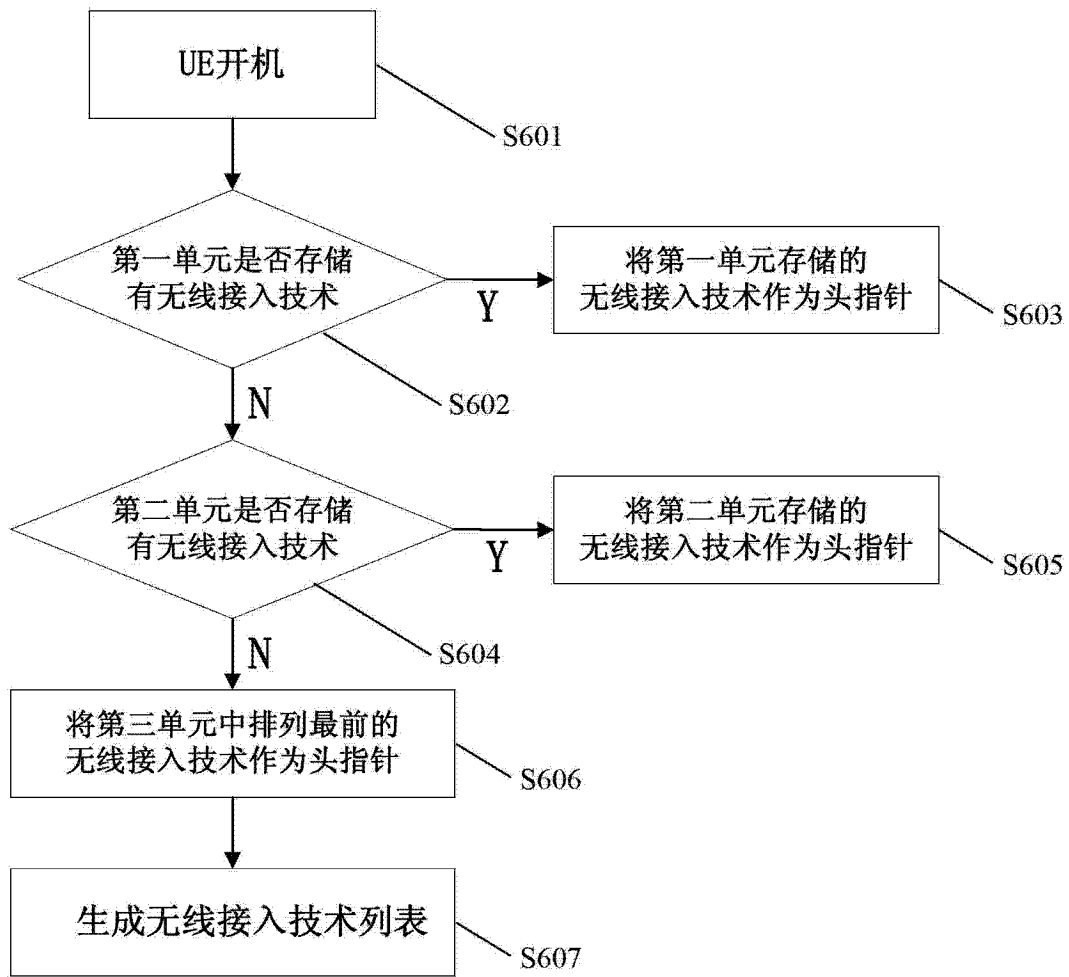 UE开机
S601
第一单元是否存储
有无线接入技术
Y
将第一单元存储的
无线接入技术作为头指针
S603
S602
N
第二单元是否存储
有无线接入技术
Y
将第二单元存储的
无线接入技术作为头指针
S605
S604
N
将第三单元中排列最前的
无线接入技术作为头指针
S606
生成无线接入技术列表
S607